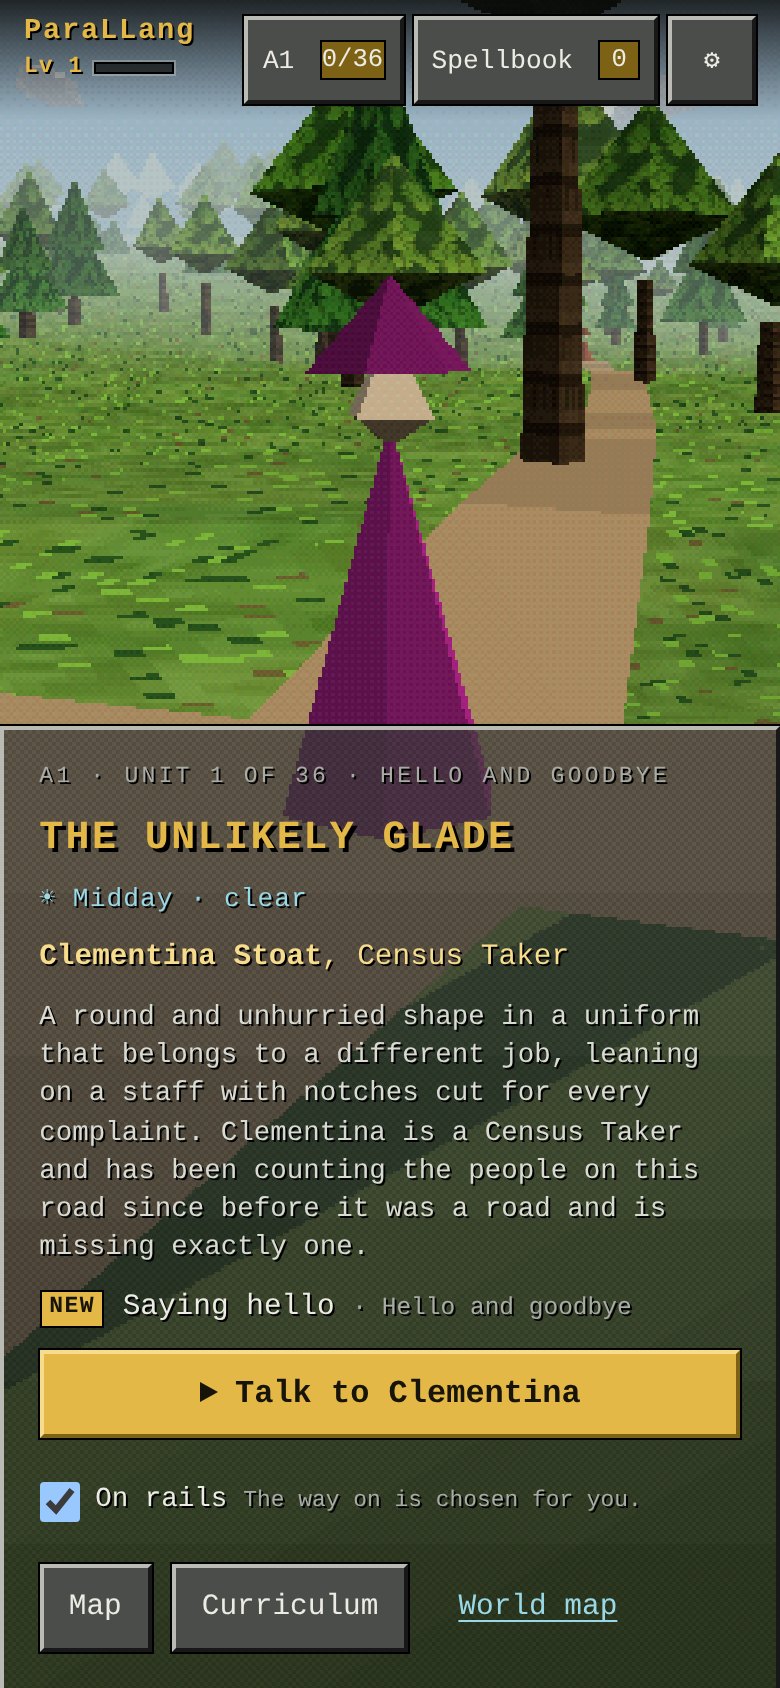 ParaLLang
Lv 1
A1 0/36
Spellbook 0
⚙
A1 · UNIT 1 OF 36 · HELLO AND GOODBYE
THE UNLIKELY GLADE
☀ Midday · clear
Clementina Stoat, Census Taker
A round and unhurried shape in a uniform
that belongs to a different job, leaning
on a staff with notches cut for every
complaint. Clementina is a Census Taker
and has been counting the people on this
road since before it was a road and is
missing exactly one.
NEW Saying hello · Hello and goodbye
▶ Talk to Clementina
On rails The way on is chosen for you.
Map Curriculum World map